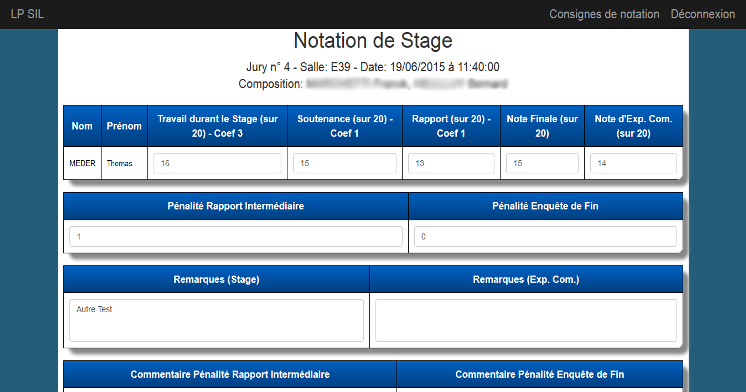 LP SIL Consignes de notation Déconnexion
Notation de Stage
Jury n° 4 - Salle: E39 - Date: 19/06/2015 à 11:40:00
Composition:
Nom Prénom Travail durant le Stage (sur 20) - Coef 3 Soutenance (sur 20) - Coef 1 Rapport (sur 20) - Coef 1 Note Finale (sur 20) Note d'Exp. Com. (sur 20)
MEDER Thomas 16 15 13 15 14
Pénalité Rapport Intermédiaire Pénalité Enquête de Fin
1 0
Remarques (Stage) Remarques (Exp. Com.)
Autre Test
Commentaire Pénalité Rapport Intermédiaire Commentaire Pénalité Enquête de Fin